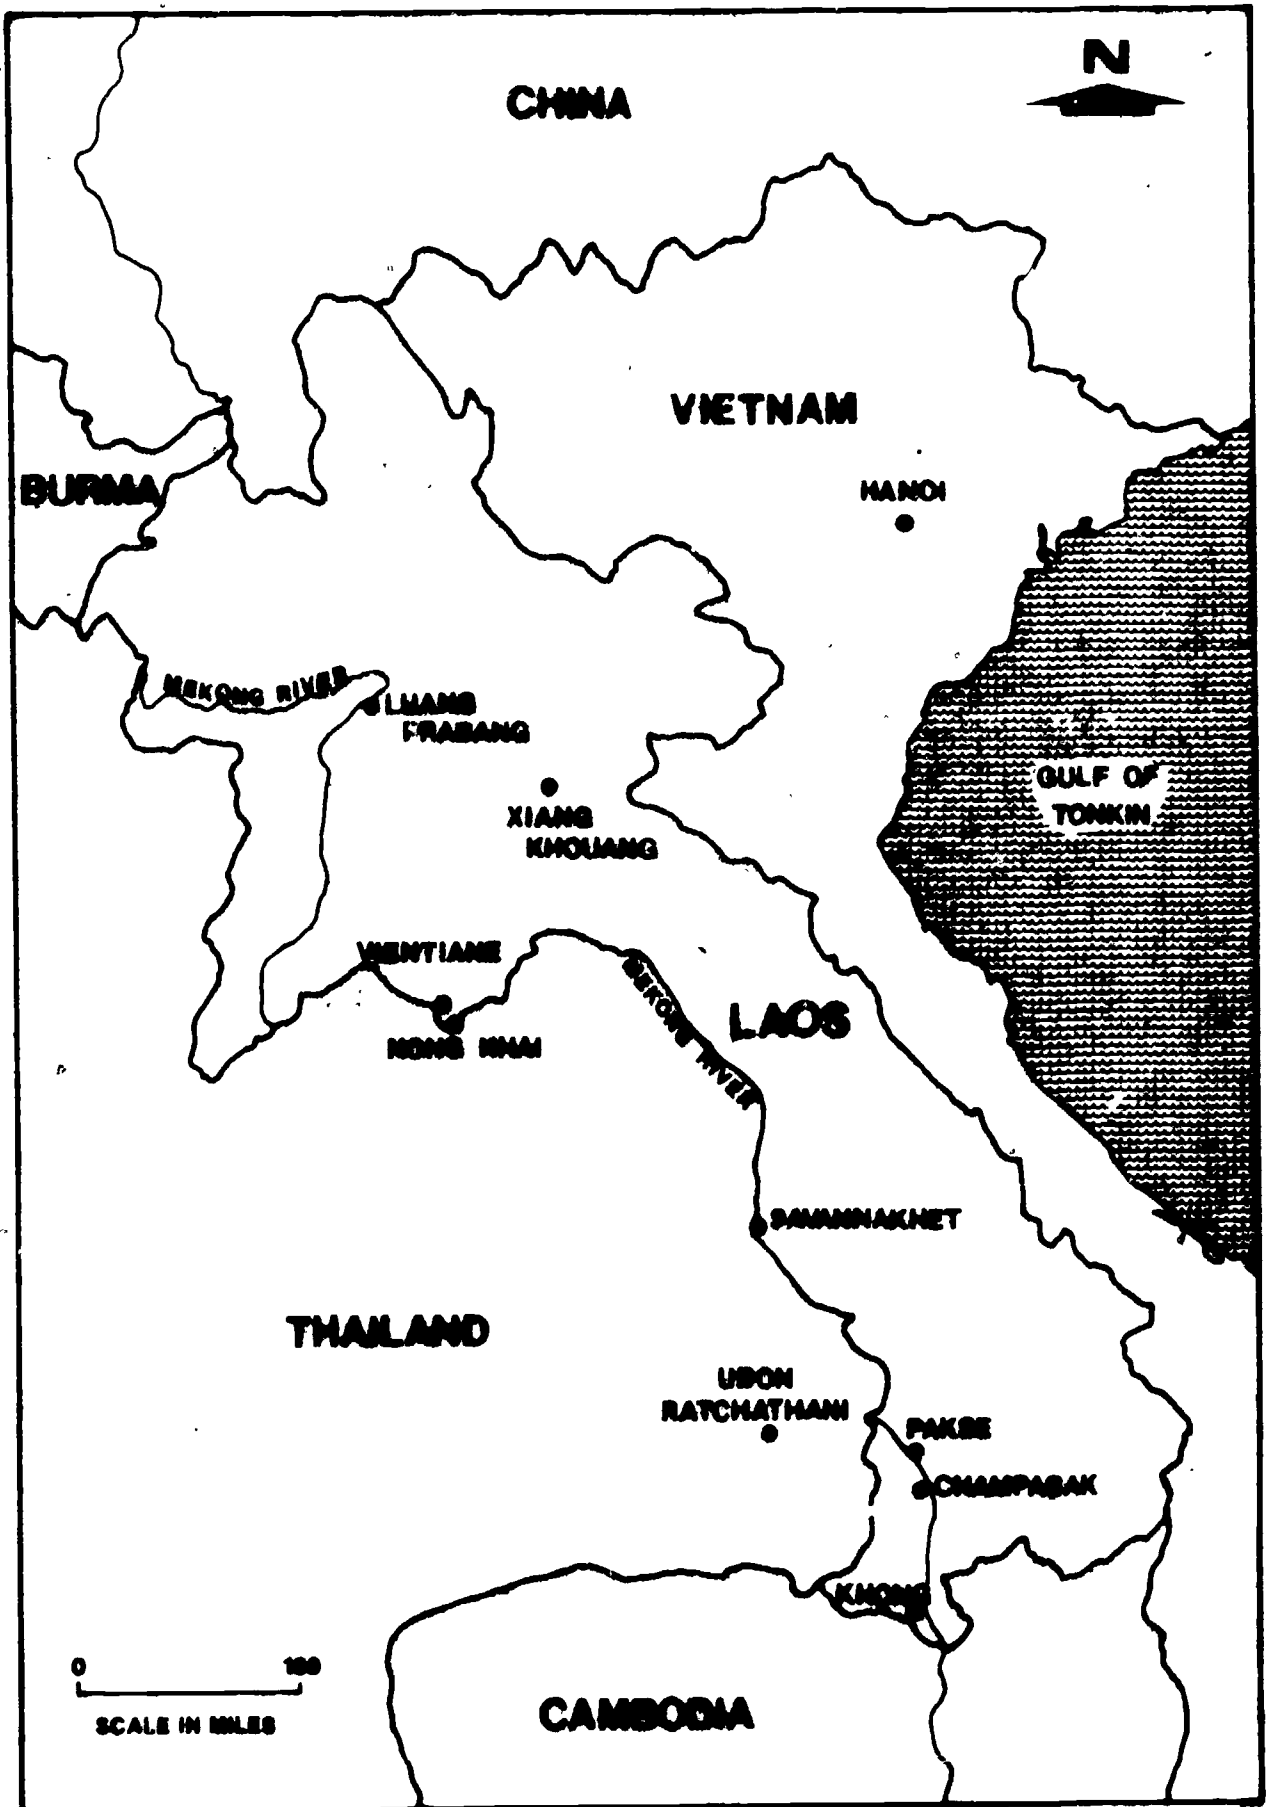 N
CHINA
VIETNAM
HANOI
BURMA
MEKONG RIVER
LUANG
PRABANG
GULF OF
TONKIN
XIANG
KHOUANG
VIENTIANE
MEKONG RIVER
LAOS
NONG KHAI
SAVANNAKHET
THAILAND
UBON
RATCHATHANI
PAKSE
CHAMPASAK
KHONG
0 100
SCALE IN MILES
CAMBODIA